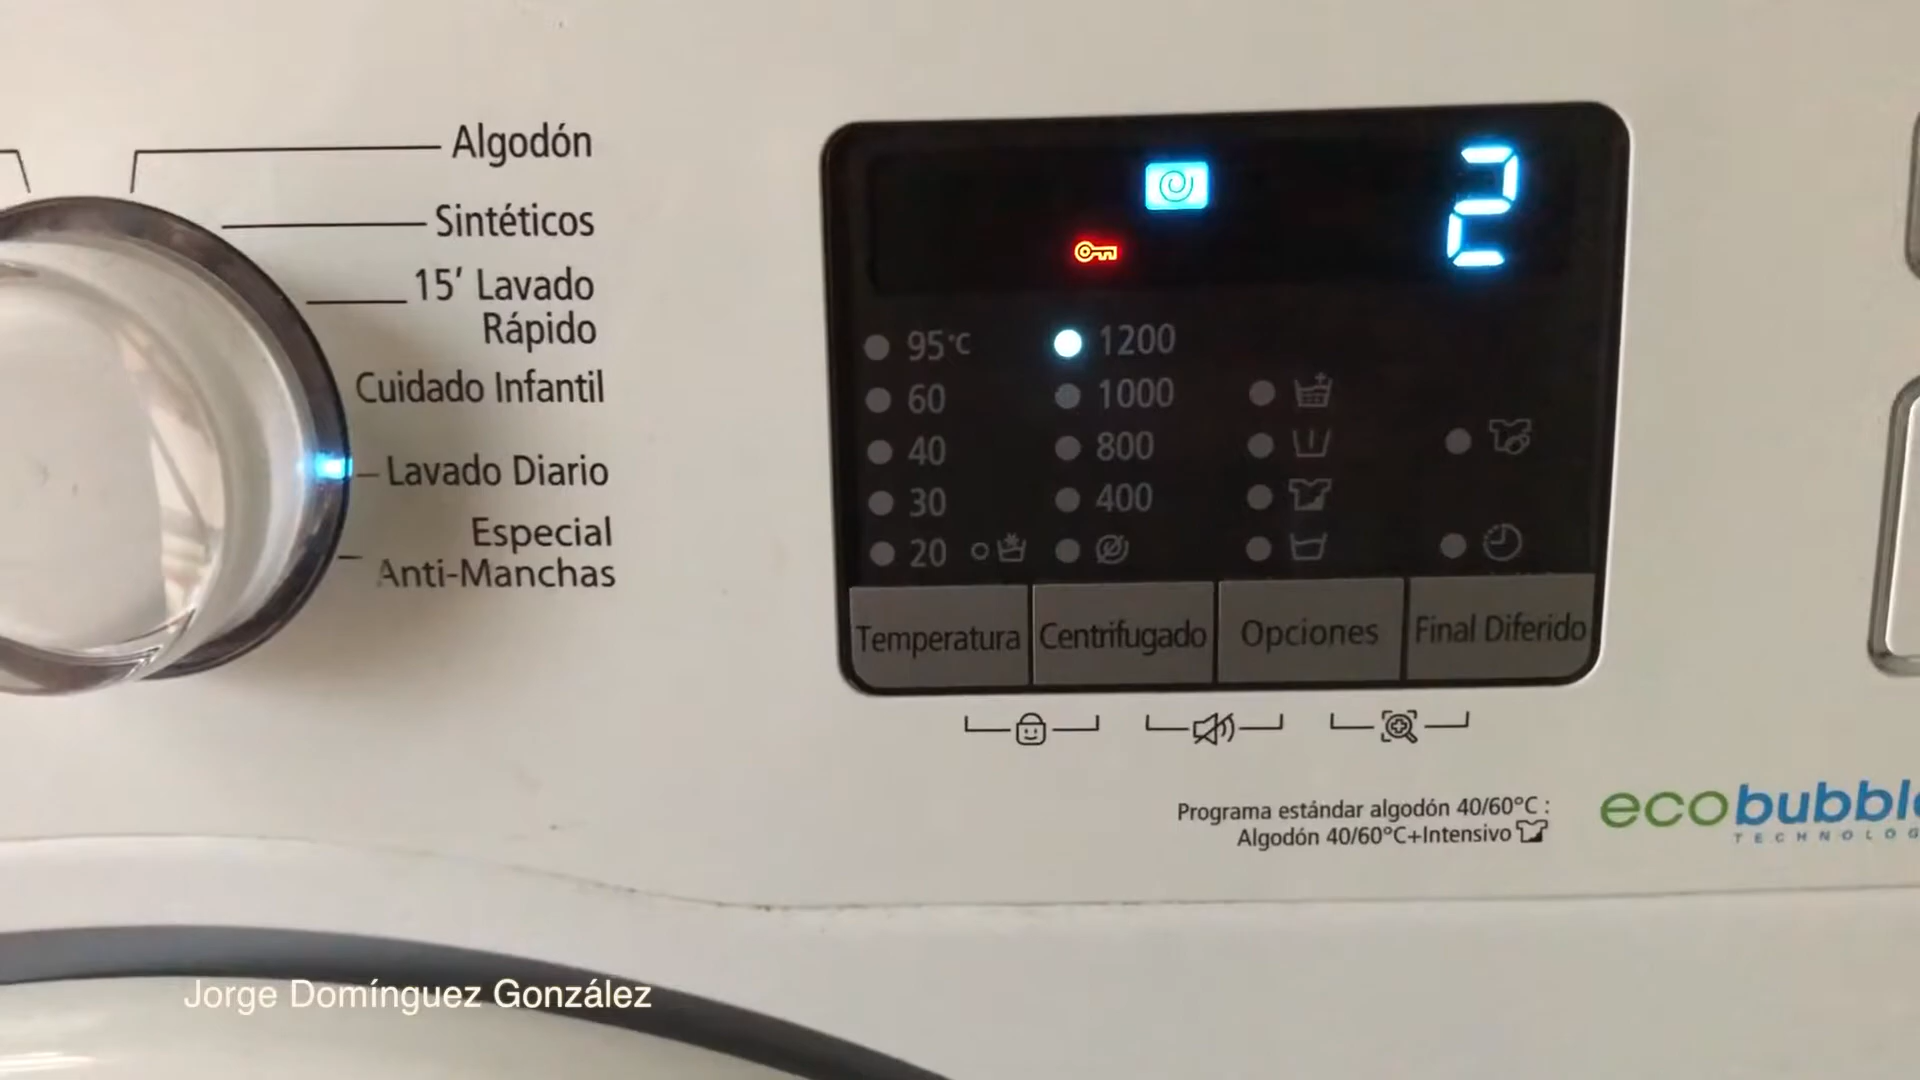 Algodón
Sintéticos
15' Lavado
Rápido
Cuidado Infantil
Lavado Diario
Especial
Anti-Manchas
2
95°C
60
40
30
20
1200
1000
800
400
Temperatura
Centrifugado
Opciones
Final Diferido
Programa estándar algodón 40/60°C :
Algodón 40/60°C+Intensivo
ecobubble
TECHNOLOG
Jorge Domínguez González